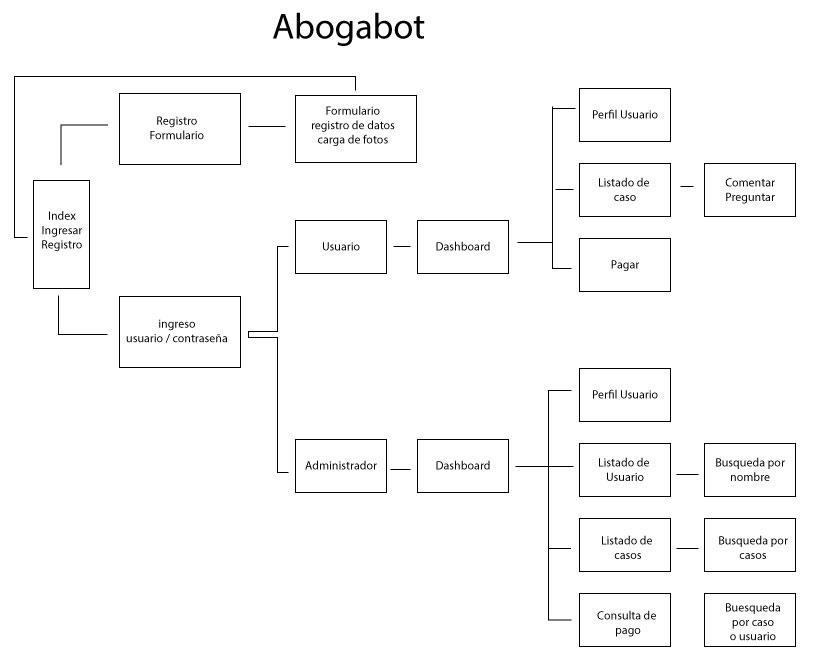 Abogabot
Registro
Formulario
Formulario
registro de datos
carga de fotos
Index
Ingresar
Registro
ingreso
usuario / contraseña
Usuario
Dashboard
Perfil Usuario
Listado de
caso
Comentar
Preguntar
Pagar
Administrador
Dashboard
Perfil Usuario
Listado de
Usuario
Busqueda por
nombre
Listado de
casos
Busqueda por
casos
Consulta de
pago
Buesqueda
por caso
o usuario